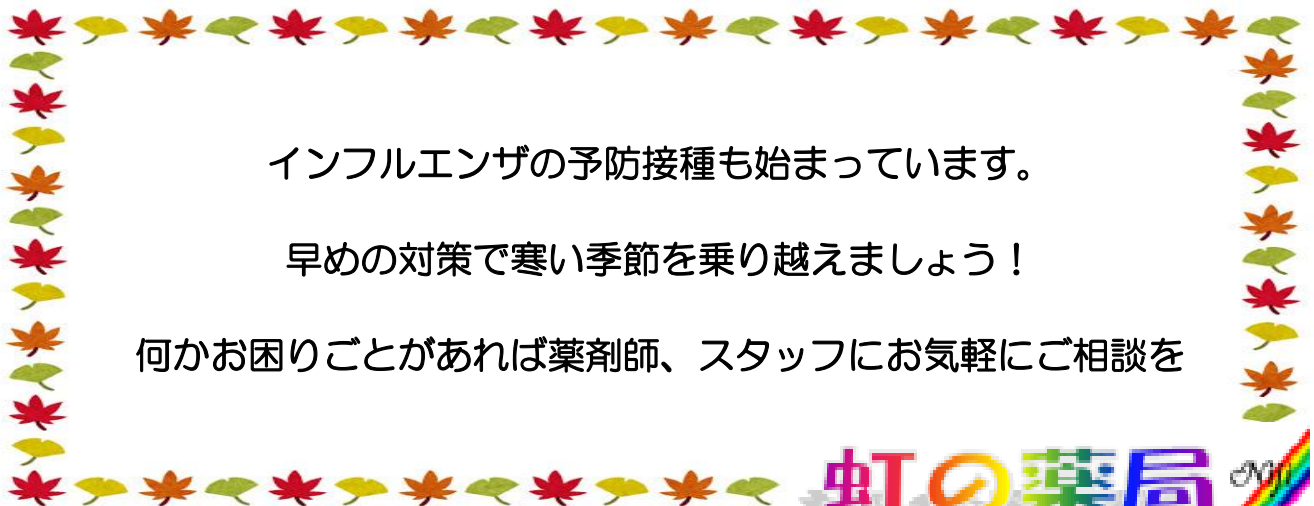 インフルエンザの予防接種も始まっています。
早めの対策で寒い季節を乗り越えましょう！
何かお困りごとがあれば薬剤師、スタッフにお気軽にご相談を
虹の薬局